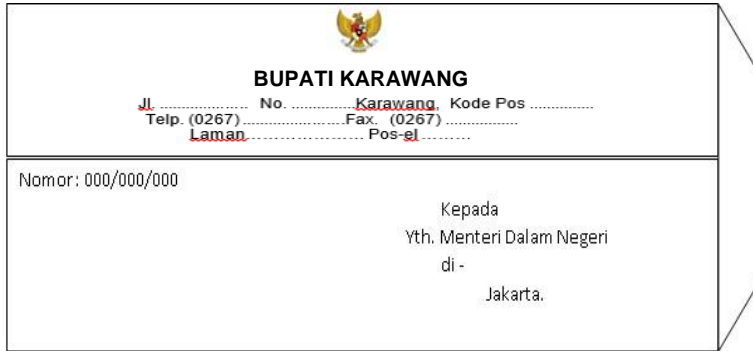 BUPATI KARAWANG
Jl. .................... No. ..............Karawang, Kode Pos ..............
Telp. (0267).......................Fax. (0267) ................
Laman........................ Pos-el .........
Nomor: 000/000/000
Kepada
Yth. Menteri Dalam Negeri
di -
Jakarta.